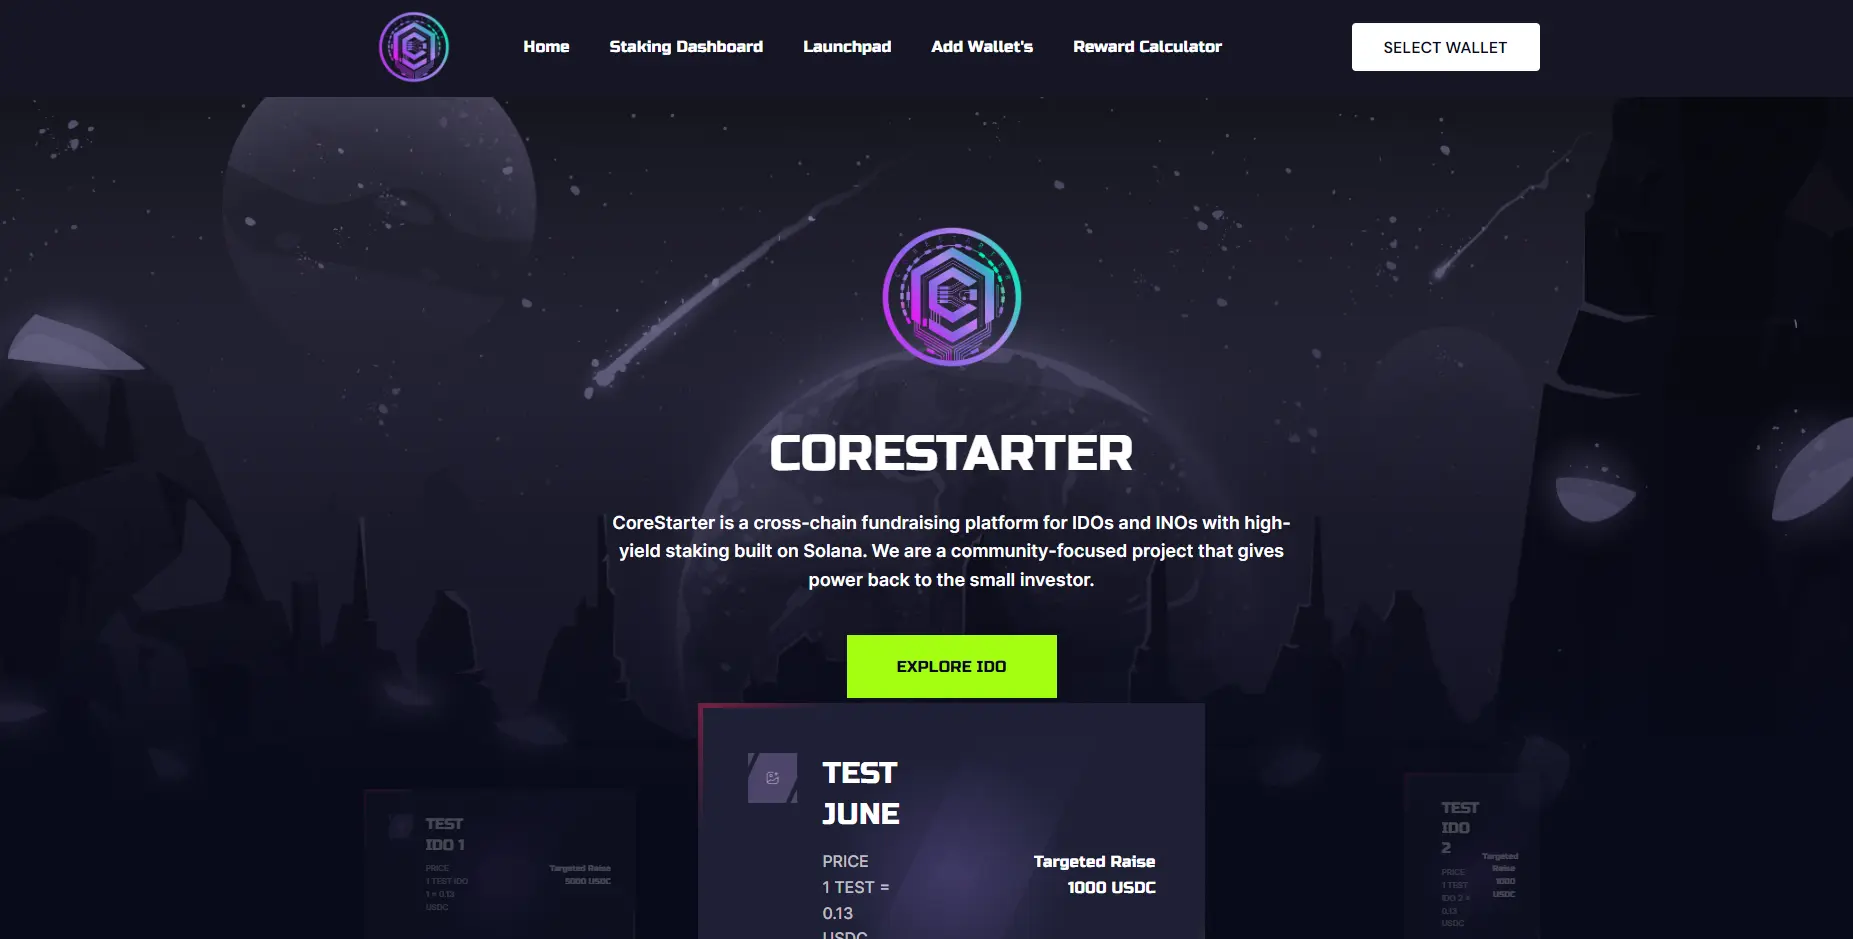 Home
Staking Dashboard
Launchpad
Add Wallet's
Reward Calculator
SELECT WALLET
CORESTARTER
CoreStarter is a cross-chain fundraising platform for IDOs and INOs with high-
yield staking built on Solana. We are a community-focused project that gives
power back to the small investor.
EXPLORE IDO
TEST
JUNE
PRICE
1 TEST =
0.13
USDC
Targeted Raise
1000 USDC
TEST
IDO 1
PRICE
1 TEST IDO
1 = 0.13
USDC
Targeted Raise
5000 USDC
TEST
IDO
2
PRICE
1 TEST
IDO 2 =
0.13
USDC
Targeted
Raise
1000
USDC